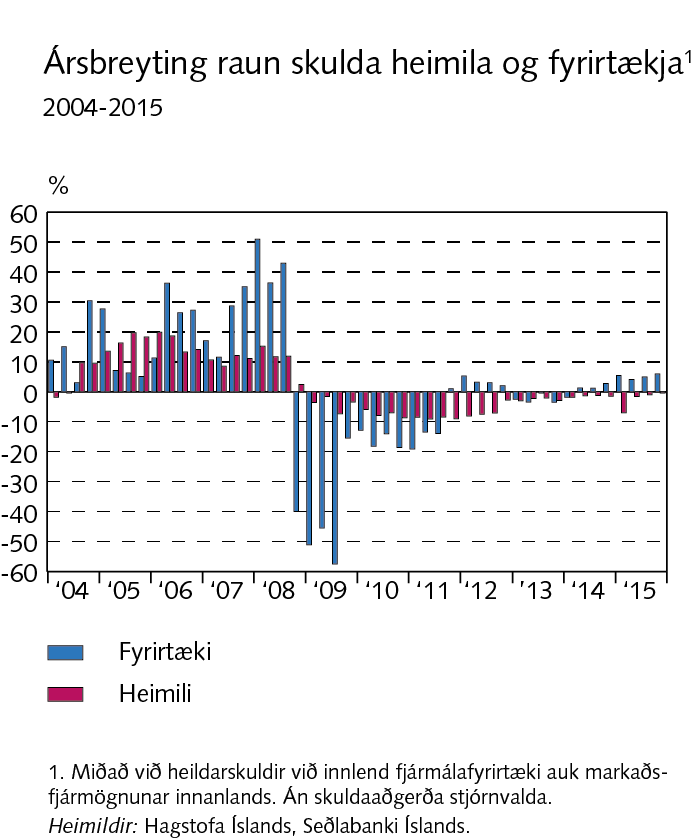 Ársbreyting raun skulda heimila og fyrirtækja¹
2004-2015
%
60
50
40
30
20
10
0
-10
-20
-30
-40
-50
-60
‘04 ‘05 ‘06 ‘07 ‘08 ‘09 ‘10 ‘11 ‘12 ‘13 ‘14 ‘15
Fyrirtæki
Heimili
1. Miðað við heildarskuldir við innlend fjármálafyrirtæki auk markaðs-
fjármögnunar innanlands. Án skuldaaðgerða stjórnvalda.
Heimildir: Hagstofa Íslands, Seðlabanki Íslands.